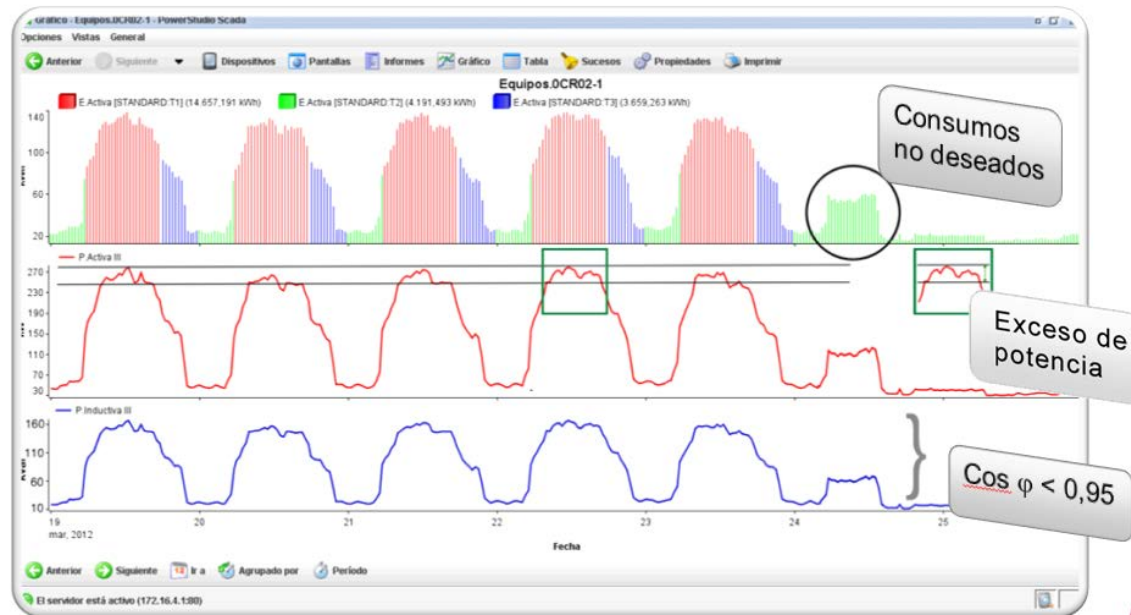 Gráfico - Equipos.0CR02-1 - PowerStudio Scada
Opciones Vistas General
Anterior Siguiente Dispositivos Pantallas Informes Gráfico Tabla Sucesos Propiedades Imprimir
Equipos.0CR02-1
E.Activa [STANDARD:T1] (14.657,191 kWh) E.Activa [STANDARD:T2] (4.191,493 kWh) E.Activa [STANDARD:T3] (3.659,263 kWh)
Consumos
no deseados
140
100
60
20
P.Activa III
270
230
190
150
110
70
30
Exceso de
potencia
P.Inductiva III
160
110
60
10
Cos φ < 0,95
19 20 21 22 23 24 25
mar, 2012
Fecha
Anterior Siguiente Ir a Agrupado por Período
El servidor está activo (172.16.4.1:80)